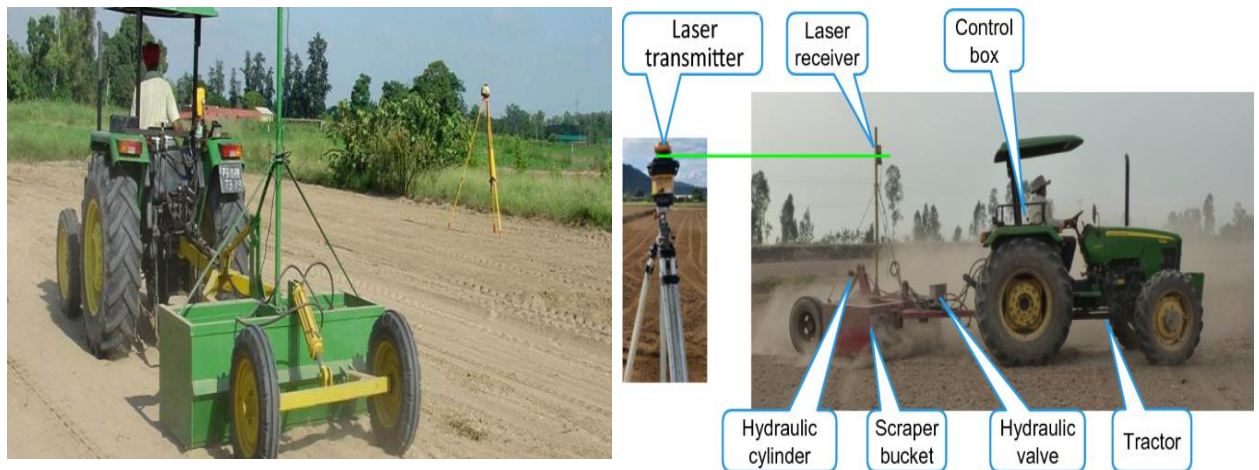 Laser
transmitter
Laser
receiver
Control
box
Hydraulic
cylinder
Scraper
bucket
Hydraulic
valve
Tractor